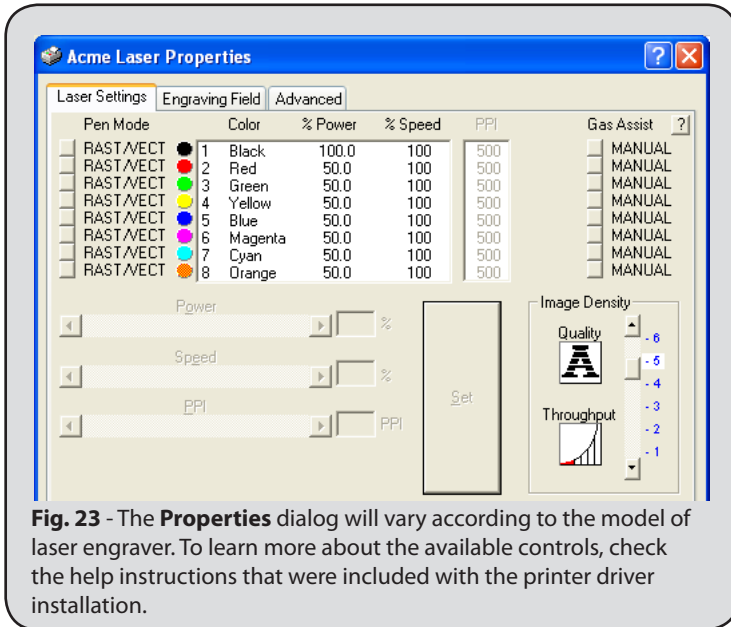 Acme Laser Properties
Laser Settings Engraving Field Advanced
Pen Mode Color % Power % Speed PPI Gas Assist ?
RAST/VECT 1 Black 100.0 100 500 MANUAL
RAST/VECT 2 Red 50.0 100 500 MANUAL
RAST/VECT 3 Green 50.0 100 500 MANUAL
RAST/VECT 4 Yellow 50.0 100 500 MANUAL
RAST/VECT 5 Blue 50.0 100 500 MANUAL
RAST/VECT 6 Magenta 50.0 100 500 MANUAL
RAST/VECT 7 Cyan 50.0 100 500 MANUAL
RAST/VECT 8 Orange 50.0 100 500 MANUAL
Power
%
Speed
%
PPI
PPI
Set
Image Density
Quality
A
Throughput
- 6
- 5
- 4
- 3
- 2
- 1
Fig. 23 - The Properties dialog will vary according to the model of
laser engraver. To learn more about the available controls, check
the help instructions that were included with the printer driver
installation.